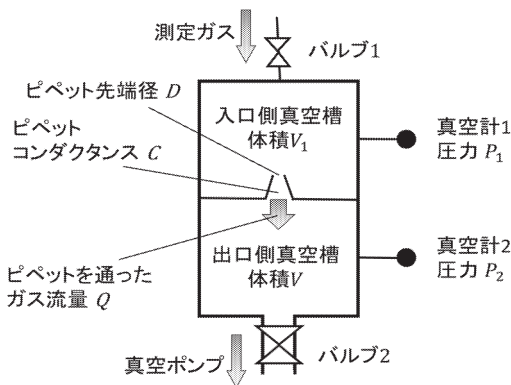 測定ガス
バルブ1
ピペット先端径 D
ピペット
コンダクタンス C
入口側真空槽
体積V₁
真空計1
圧力 P₁
ピペットを通った
ガス流量 Q
出口側真空槽
体積V
真空計2
圧力 P₂
真空ポンプ
バルブ2